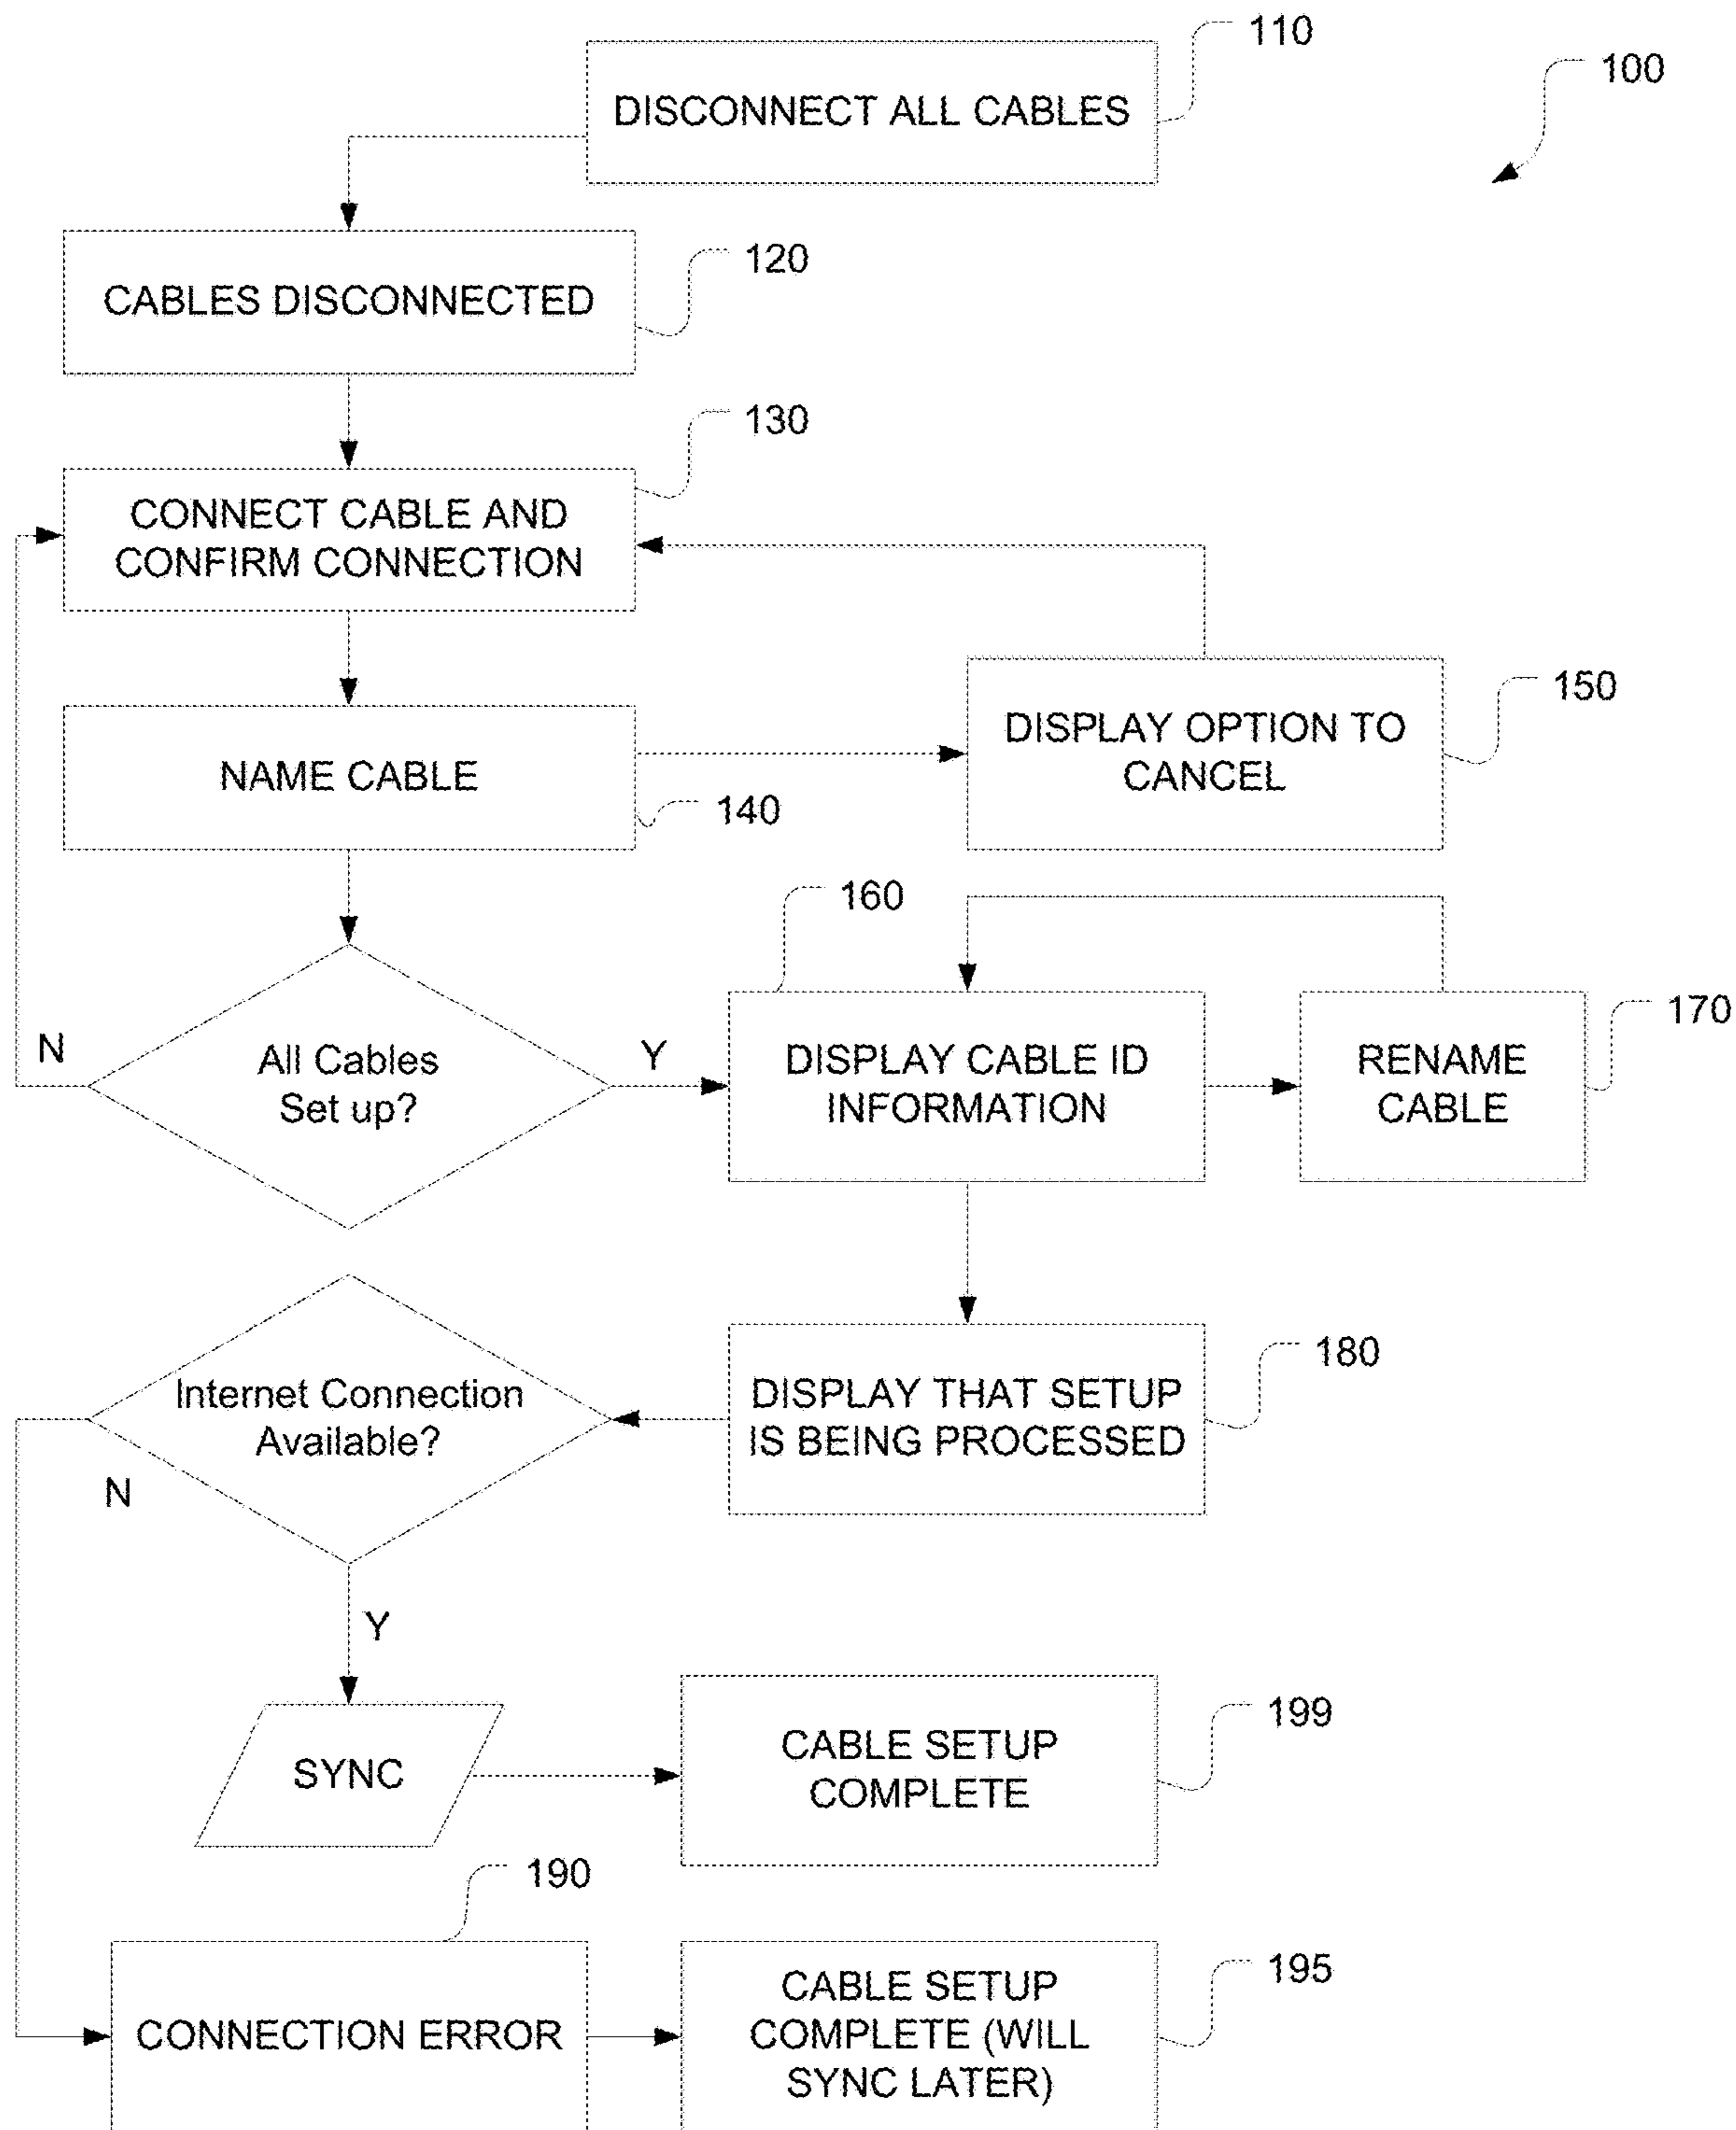 110
100
DISCONNECT ALL CABLES
120
CABLES DISCONNECTED
130
CONNECT CABLE AND
CONFIRM CONNECTION
150
DISPLAY OPTION TO
CANCEL
NAME CABLE
140
160
170
N
All Cables
Set up?
Y
DISPLAY CABLE ID
INFORMATION
RENAME
CABLE
180
Internet Connection
Available?
DISPLAY THAT SETUP
IS BEING PROCESSED
N
Y
199
SYNC
CABLE SETUP
COMPLETE
190
195
CONNECTION ERROR
CABLE SETUP
COMPLETE (WILL
SYNC LATER)